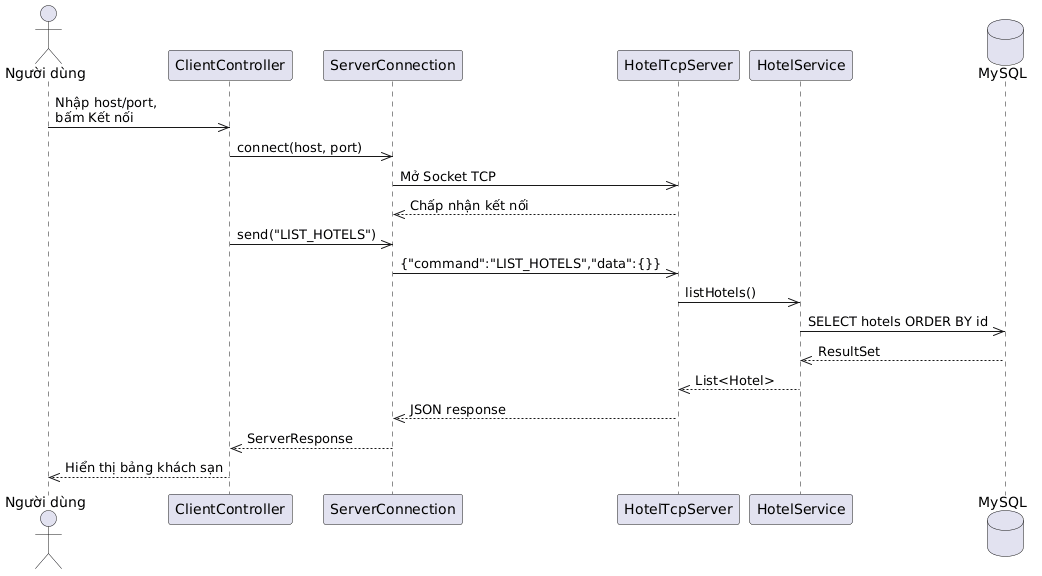 Người dùng
ClientController
ServerConnection
HotelTcpServer
HotelService
MySQL
Nhập host/port,
bấm Kết nối
connect(host, port)
Mở Socket TCP
Chấp nhận kết nối
send("LIST_HOTELS")
{"command":"LIST_HOTELS","data":{}}
listHotels()
SELECT hotels ORDER BY id
ResultSet
List<Hotel>
JSON response
ServerResponse
Hiển thị bảng khách sạn
Người dùng
ClientController
ServerConnection
HotelTcpServer
HotelService
MySQL